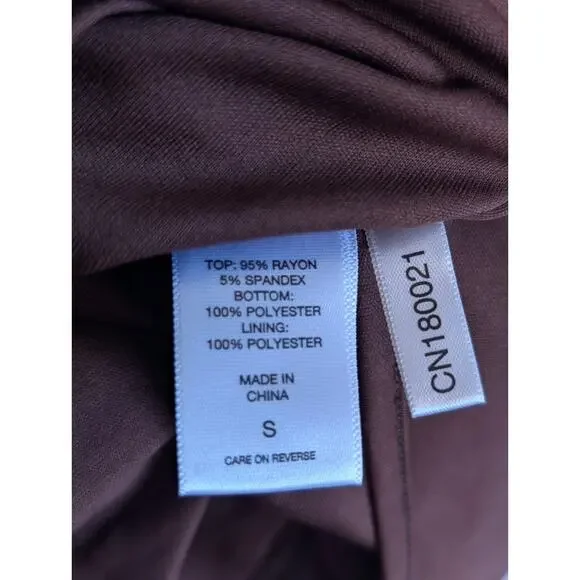 TOP: 95% RAYON
5% SPANDEX
BOTTOM:
100% POLYESTER
LINING:
100% POLYESTER
MADE IN
CHINA
S
CARE ON REVERSE
CN180021